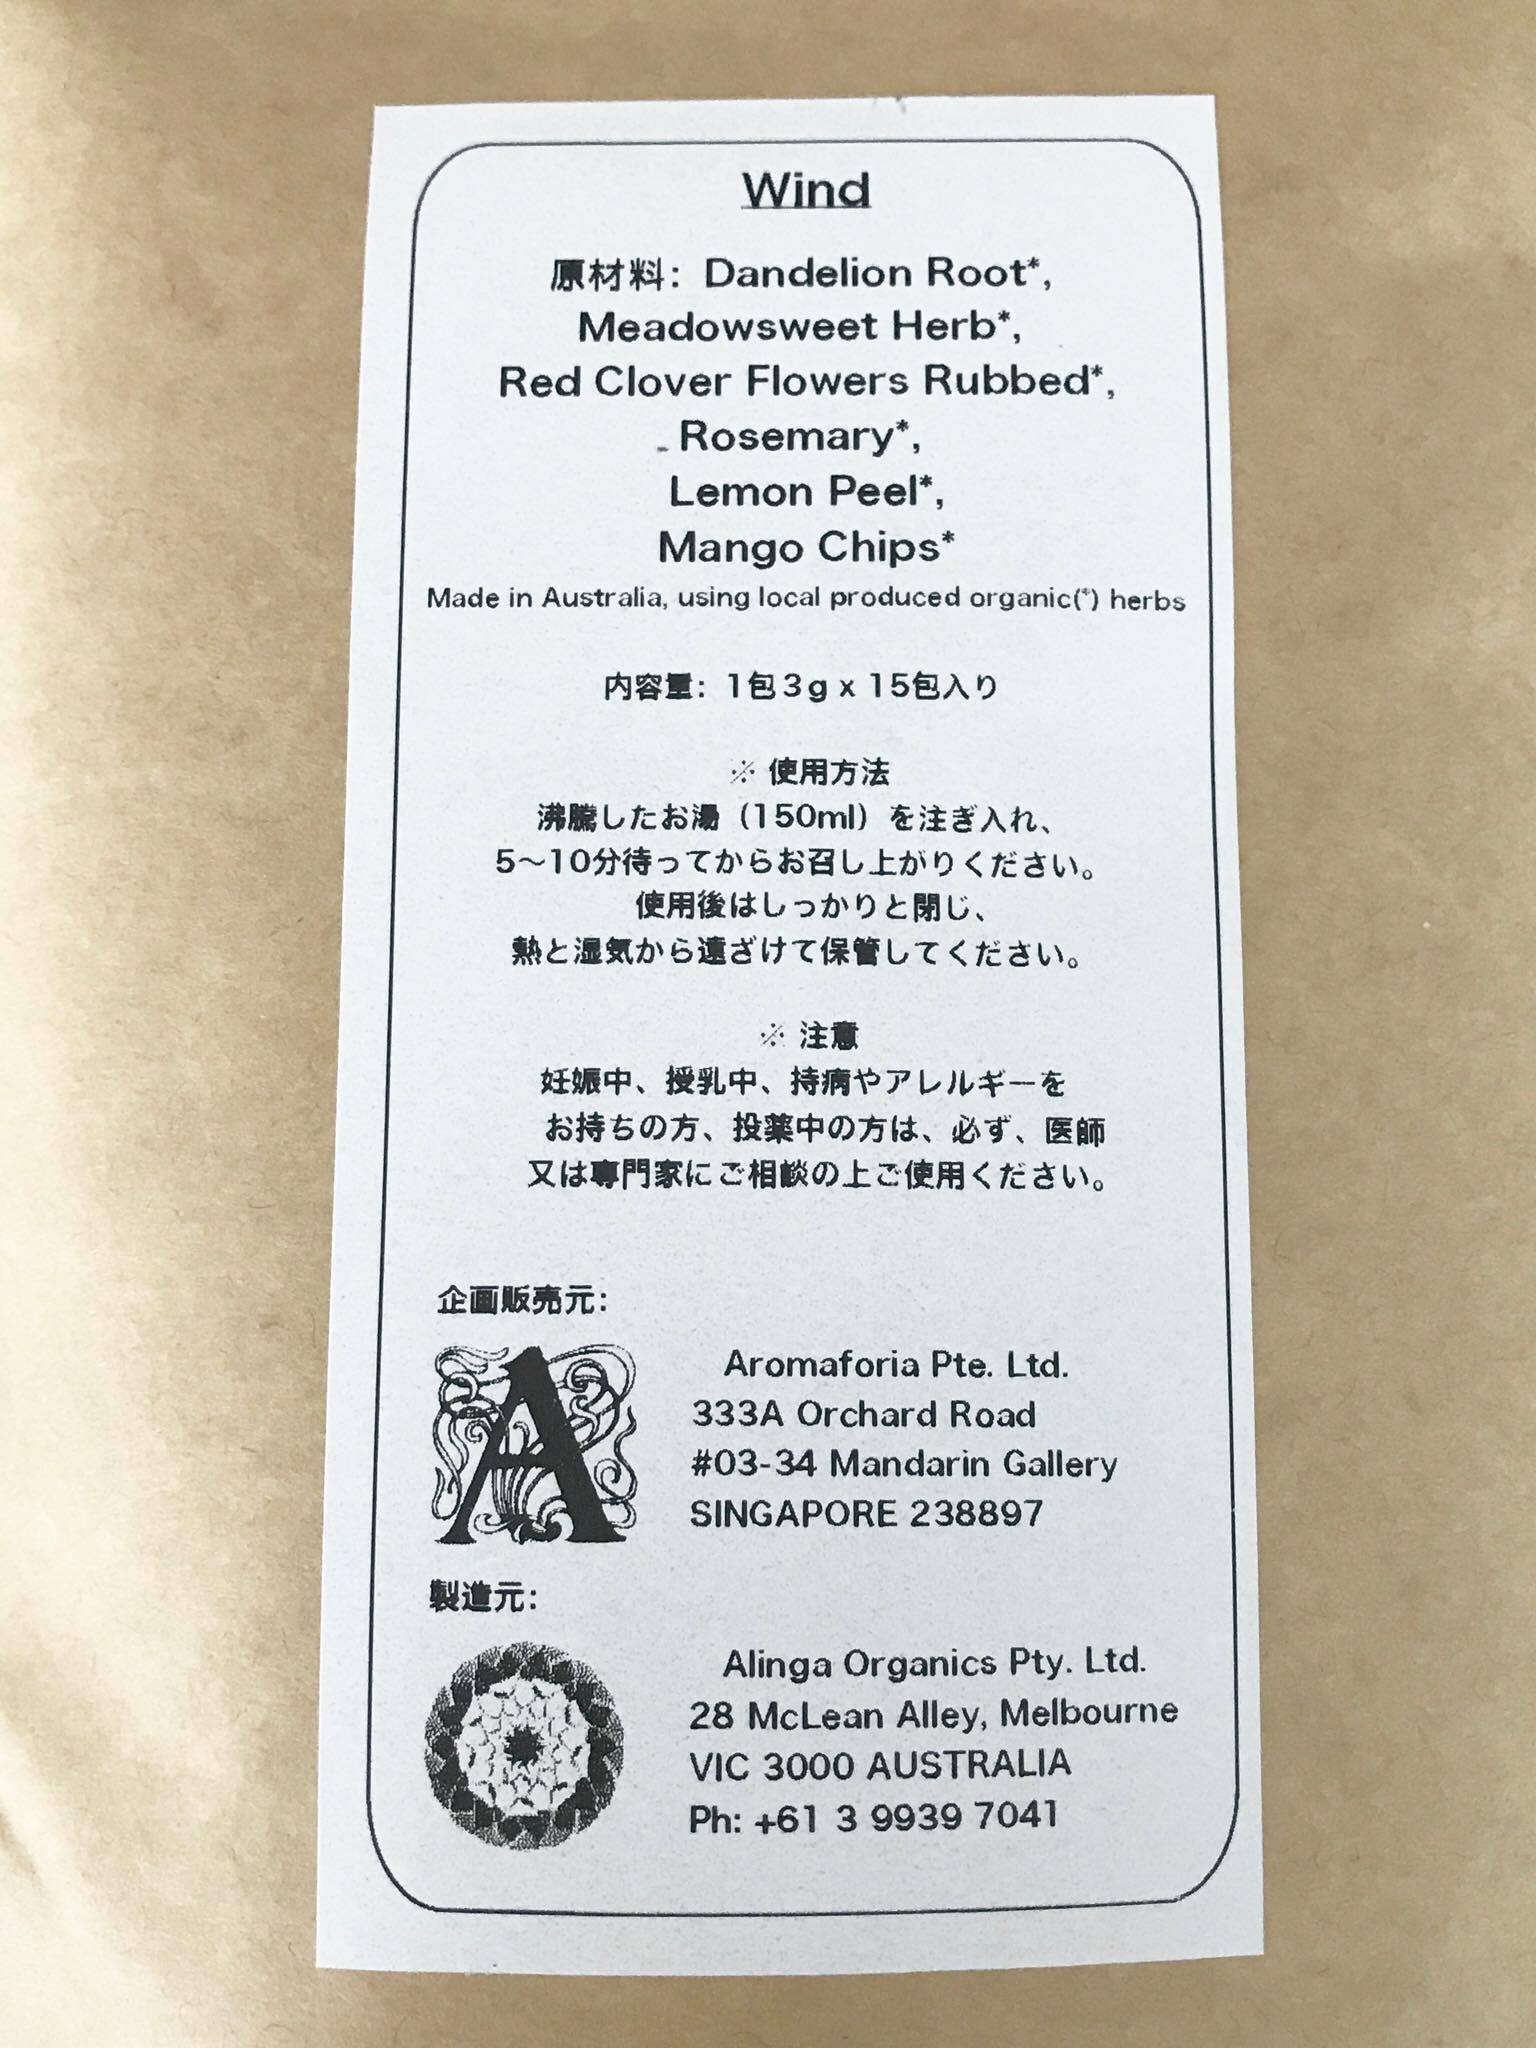 Wind
原材料: Dandelion Root*,
Meadowsweet Herb*,
Red Clover Flowers Rubbed*,
Rosemary*,
Lemon Peel*,
Mango Chips*
Made in Australia, using local produced organic(*) herbs
内容量: 1包3g x 15包入り
※ 使用方法
沸騰したお湯（150ml）を注ぎ入れ、
5〜10分待ってからお召し上がりください。
使用後はしっかりと閉じ、
熱と湿気から遠ざけて保管してください。
※ 注意
妊娠中、授乳中、持病やアレルギーを
お持ちの方、投薬中の方は、必ず、医師
又は専門家にご相談の上ご使用ください。
企画販売元:
A
Aromaforia Pte. Ltd.
333A Orchard Road
#03-34 Mandarin Gallery
SINGAPORE 238897
製造元:
Alinga Organics Pty. Ltd.
28 McLean Alley, Melbourne
VIC 3000 AUSTRALIA
Ph: +61 3 9939 7041